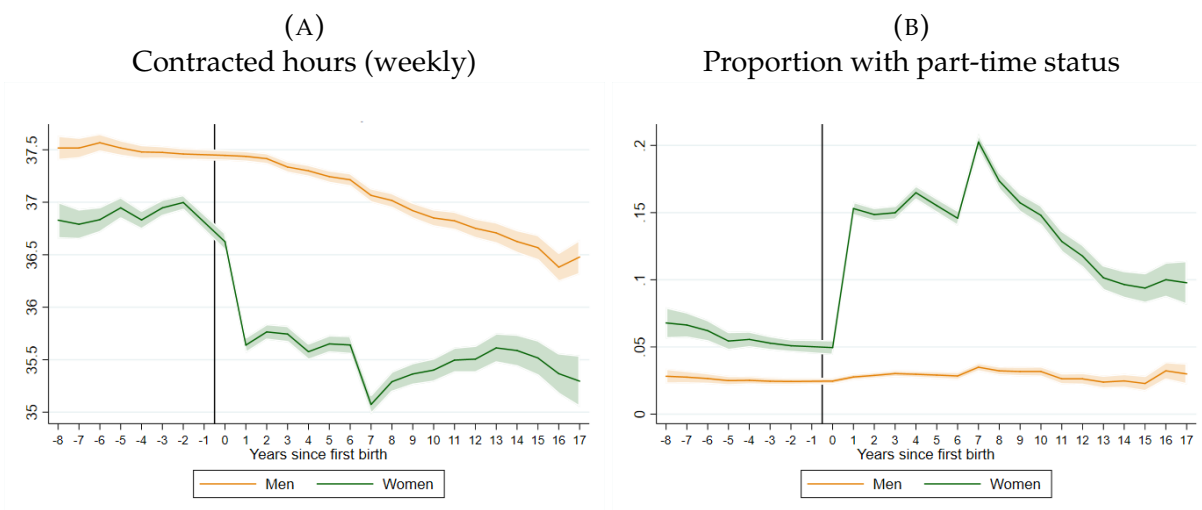 (A)
Contracted hours (weekly)
37.5
37
36.5
36
35.5
35
-8 -7 -6 -5 -4 -3 -2 -1 0 1 2 3 4 5 6 7 8 9 10 11 12 13 14 15 16 17
Years since first birth
Men Women
(B)
Proportion with part-time status
.2
.15
.1
.05
0
-8 -7 -6 -5 -4 -3 -2 -1 0 1 2 3 4 5 6 7 8 9 10 11 12 13 14 15 16 17
Years since first birth
Men Women